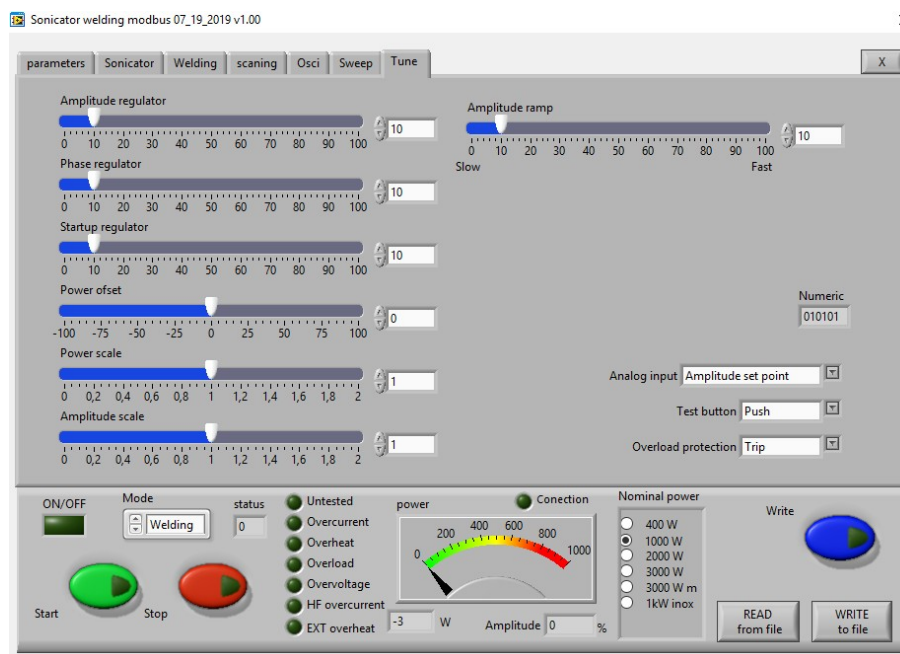 Sonicator welding modbus 07_19_2019 v1.00
parameters Sonicator Welding scaning Osci Sweep Tune X
Amplitude regulator
0 10 20 30 40 50 60 70 80 90 100
10
Amplitude ramp
0 10 20 30 40 50 60 70 80 90 100
10
Slow Fast
Phase regulator
0 10 20 30 40 50 60 70 80 90 100
10
Startup regulator
0 10 20 30 40 50 60 70 80 90 100
10
Power ofset
-100 -75 -50 -25 0 25 50 75 100
0
Numeric
010101
Power scale
0 0,2 0,4 0,6 0,8 1 1,2 1,4 1,6 1,8 2
1
Amplitude scale
0 0,2 0,4 0,6 0,8 1 1,2 1,4 1,6 1,8 2
1
Analog input Amplitude set point
Test button Push
Overload protection Trip
ON/OFF
Mode
Welding
status
0
Start
Stop
Untested
Overcurrent
Overheat
Overload
Overvoltage
HF overcurrent
EXT overheat
power
Conection
0 200 400 600 800 1000
-3 W
Amplitude 0 %
Nominal power
400 W
1000 W
2000 W
3000 W
3000 W m
1kW inox
Write
READ
from file
WRITE
to file